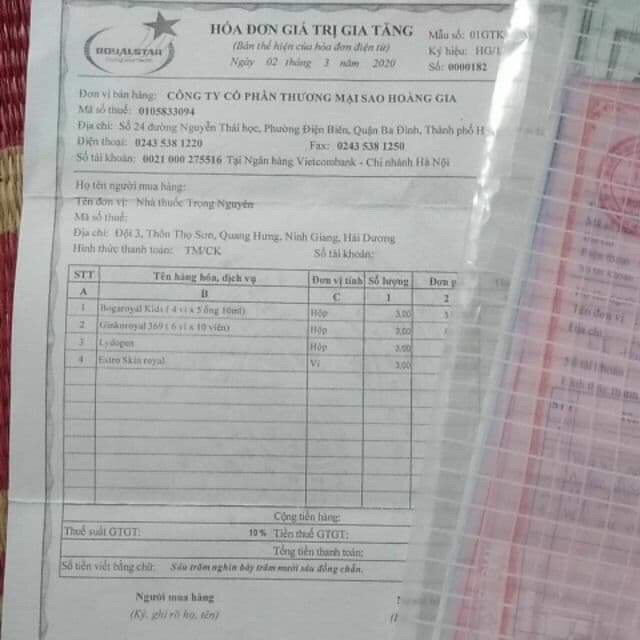 ROYALSTAR
HÓA ĐƠN GIÁ TRỊ GIA TĂNG
(Bản thể hiện của hóa đơn điện tử)
Ngày 02 tháng 3 năm 2020
Mẫu số: 01GTK
Ký hiệu: HG/1
Số: 0000182
Đơn vị bán hàng: CÔNG TY CỔ PHẦN THƯƠNG MẠI SAO HOÀNG GIA
Mã số thuế: 0105833094
Địa chỉ: Số 24 đường Nguyễn Thái học, Phường Điện Biên, Quận Ba Đình, Thành phố H
Điện thoại: 0243 538 1220 Fax: 0243 538 1250
Số tài khoản: 0021 000 275516 Tại Ngân hàng Vietcombank - Chi nhánh Hà Nội
Họ tên người mua hàng:
Tên đơn vị: Nhà thuốc Trọng Nguyên
Mã số thuế:
Địa chỉ: Đội 3, Thôn Thọ Sơn, Quang Hưng, Ninh Giang, Hải Dương
Hình thức thanh toán: TM/CK Số tài khoản:
STT Tên hàng hóa, dịch vụ Đơn vị tính Số lượng Đơn
A B C 1 2
1 Bogaroyal Kids ( 4 vỉ x 5 ống 10ml) Hộp 3,00
2 Ginkoroyal 369 ( 6 vỉ x 10 viên) Hộp 3,00
3 Lydopen Hộp 3,00
4 Estro Skin royal Vỉ 3,00
Cộng tiền hàng:
Thuế suất GTGT: 10 % Tiền thuế GTGT:
Tổng tiền thanh toán:
Số tiền viết bằng chữ: Sáu trăm nghìn bảy trăm mười sáu đồng chẵn.
Người mua hàng
(Ký, ghi rõ họ, tên)
Tên đơn vị
Địa chỉ